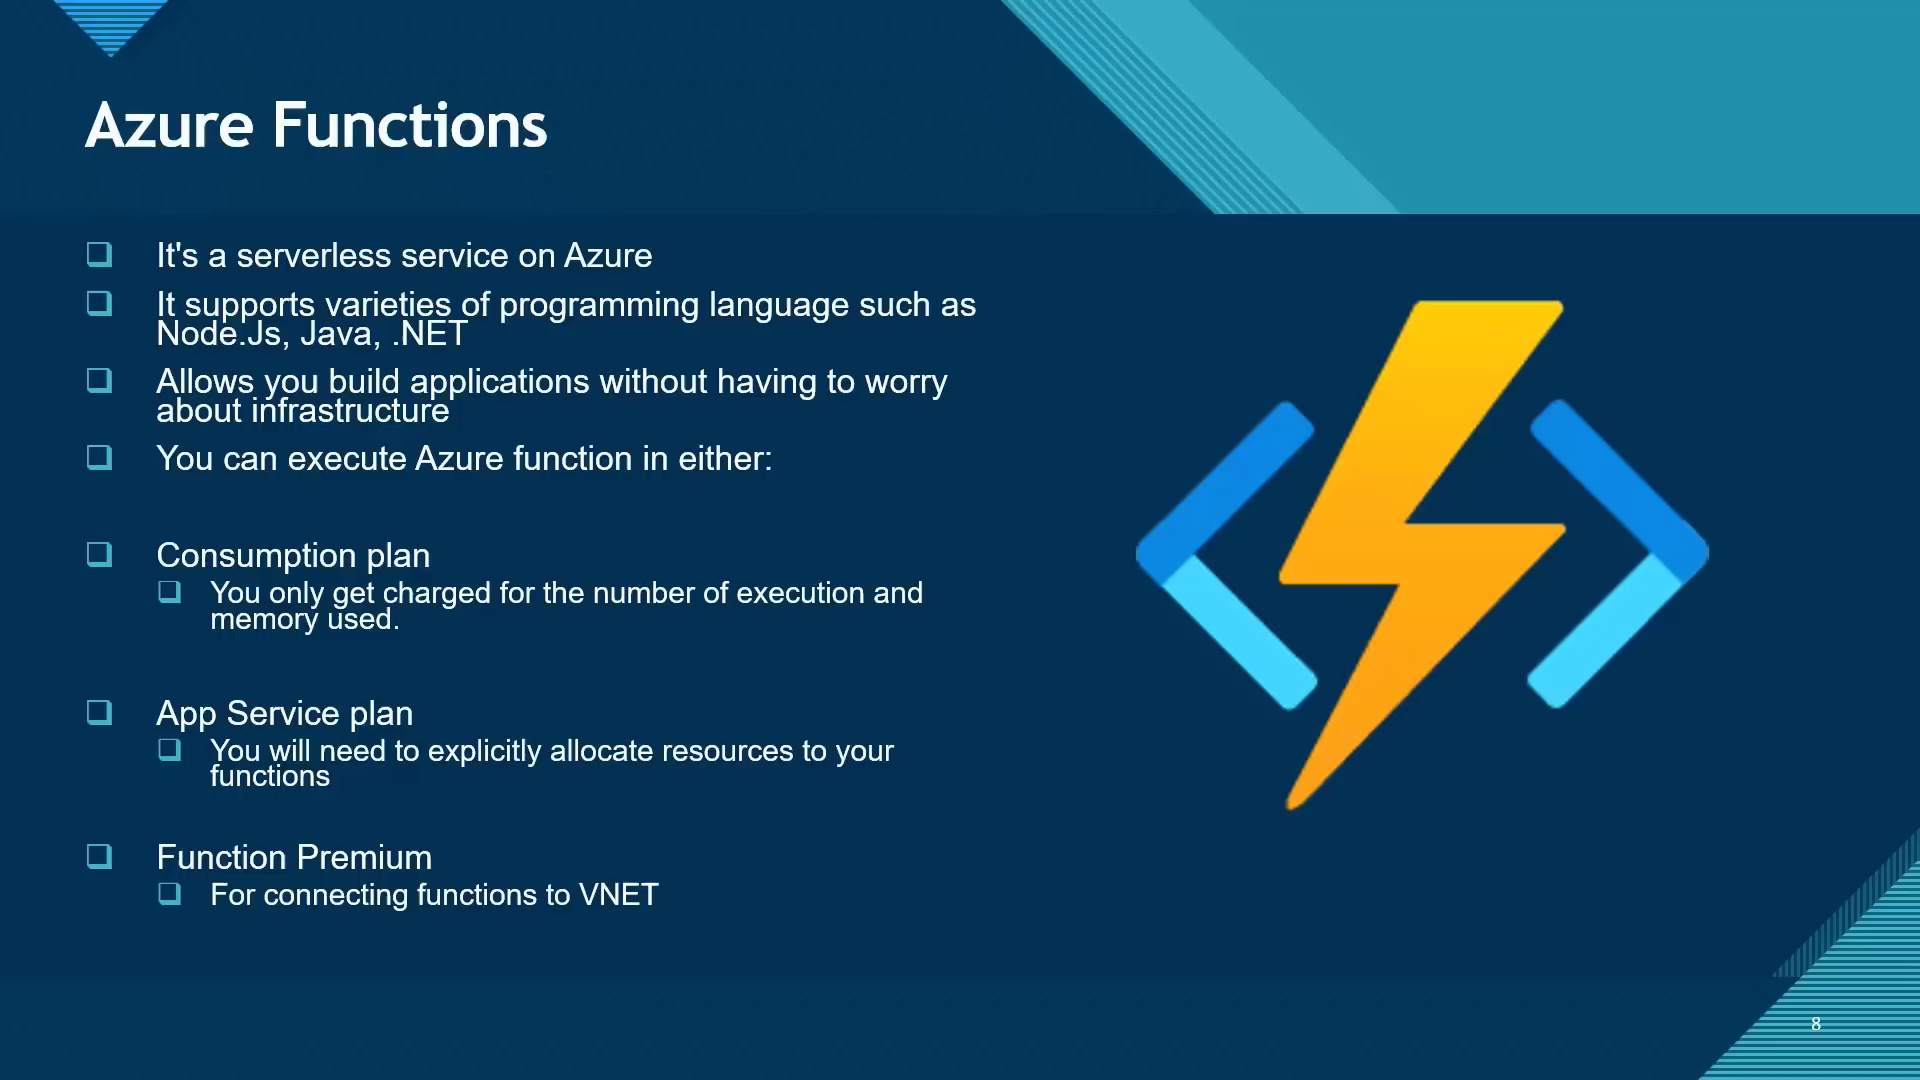 Azure Functions
It's a serverless service on Azure
It supports varieties of programming language such as
Node.Js, Java, .NET
Allows you build applications without having to worry
about infrastructure
You can execute Azure function in either:
Consumption plan
You only get charged for the number of execution and
memory used.
App Service plan
You will need to explicitly allocate resources to your
functions
Function Premium
For connecting functions to VNET
8